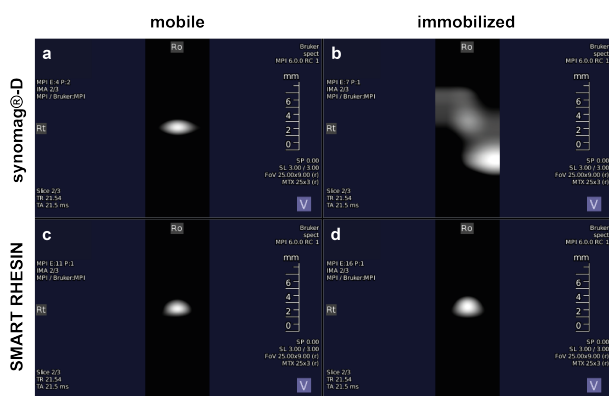 mobile
immobilized
synomag®-D
SMART RHESIN
a
Ro
Bruker
spect
MPI 6.0.0 RC 1
MPI E:4 P:2
IMA 2/3
MPI / Bruker:MPI
mm
6
4
2
0
Rt
SP 0.00
SL 3.00 / 3.00
FoV 25.00x9.00 (r)
MTX 25x3 (r)
Slice 2/3
TR 21.54
TA 21.5 ms
V
b
Ro
Bruker
spect
MPI 6.0.0 RC 1
MPI E:7 P:1
IMA 2/3
MPI / Bruker:MPI
mm
6
4
2
0
Rt
SP 0.00
SL 3.00 / 3.00
FoV 25.00x9.00 (r)
MTX 25x3 (r)
Slice 2/3
TR 21.54
TA 21.5 ms
V
c
Ro
Bruker
spect
MPI 6.0.0 RC 1
MPI E:11 P:1
IMA 2/3
MPI / Bruker:MPI
mm
6
4
2
0
Rt
SP 0.00
SL 3.00 / 3.00
FoV 25.00x9.00 (r)
MTX 25x3 (r)
Slice 2/3
TR 21.54
TA 21.5 ms
V
d
Ro
Bruker
spect
MPI 6.0.0 RC 1
MPI E:16 P:1
IMA 2/3
MPI / Bruker:MPI
mm
6
4
2
0
Rt
SP 0.00
SL 3.00 / 3.00
FoV 25.00x9.00 (r)
MTX 25x3 (r)
Slice 2/3
TR 21.54
TA 21.5 ms
V